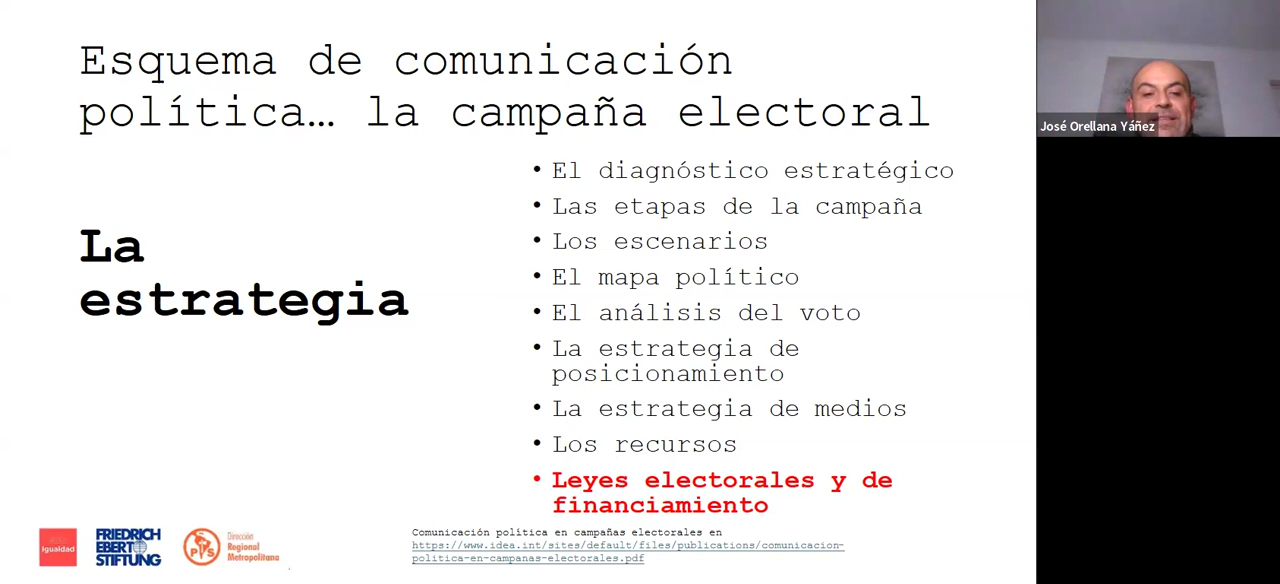 Esquema de comunicación
política… la campaña electoral
La
estrategia
• El diagnóstico estratégico
• Las etapas de la campaña
• Los escenarios
• El mapa político
• El análisis del voto
• La estrategia de
posicionamiento
• La estrategia de medios
• Los recursos
• Leyes electorales y de
financiamiento
José Orellana Yáñez
Igualdad
FRIEDRICH
EBERT
STIFTUNG
PS
Dirección
Regional
Metropolitana
Comunicación política en campañas electorales en
https://www.idea.int/sites/default/files/publications/comunicacion-
politica-en-campanas-electorales.pdf